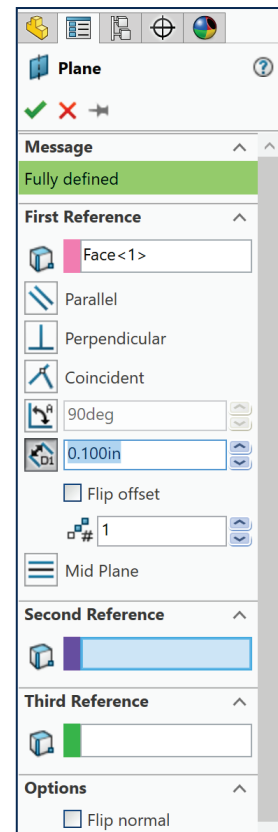 Plane
Message
Fully defined
First Reference
Face<1>
Parallel
Perpendicular
Coincident
90deg
0.100in
Flip offset
# 1
Mid Plane
Second Reference
Third Reference
Options
Flip normal